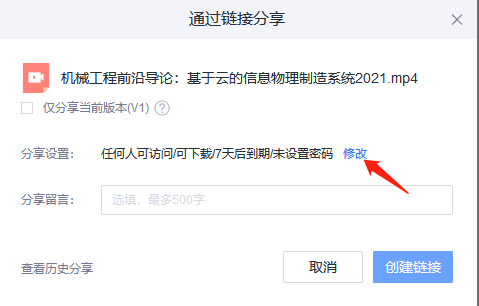 通过链接分享
机械工程前沿导论：基于云的信息物理制造系统2021.mp4
仅分享当前版本(V1)
分享设置： 任何人可访问/可下载/7天后到期/未设置密码 修改
分享留言： 选填，最多500字
查看历史分享 取消 创建链接